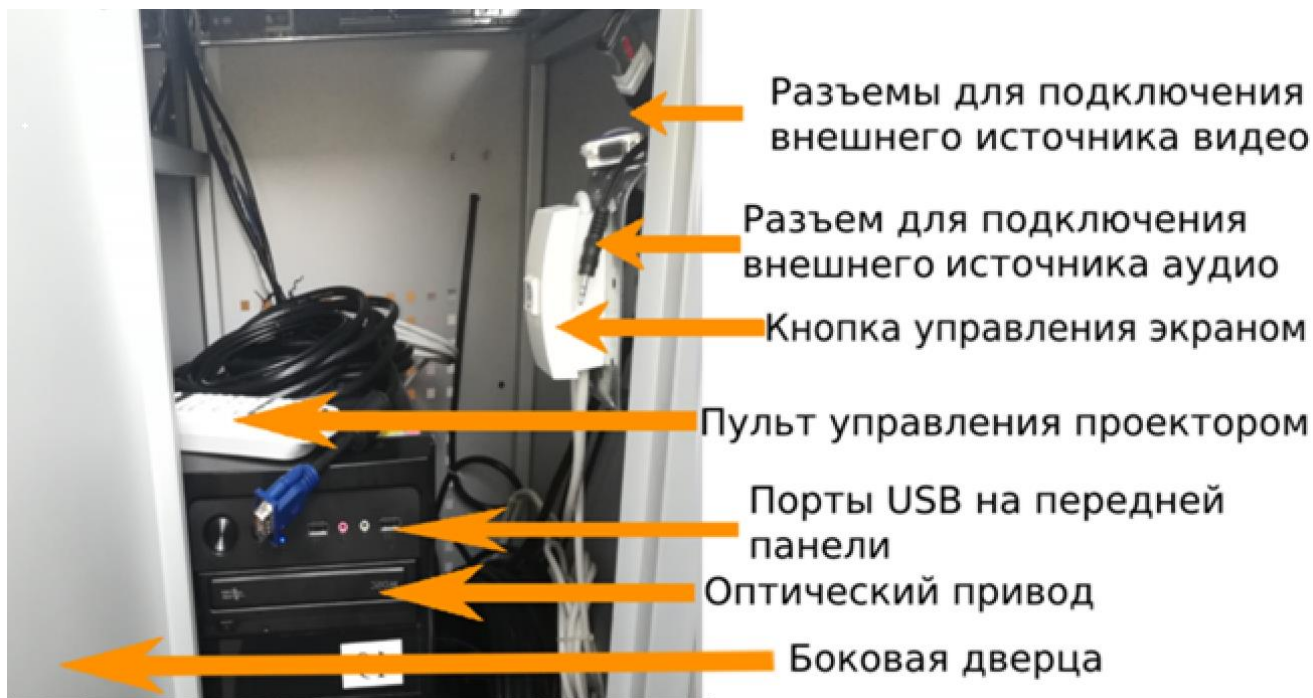 Разъемы для подключения
внешнего источника видео
Разъем для подключения
внешнего источника аудио
Кнопка управления экраном
Пульт управления проектором
Порты USB на передней
панели
Оптический привод
Боковая дверца